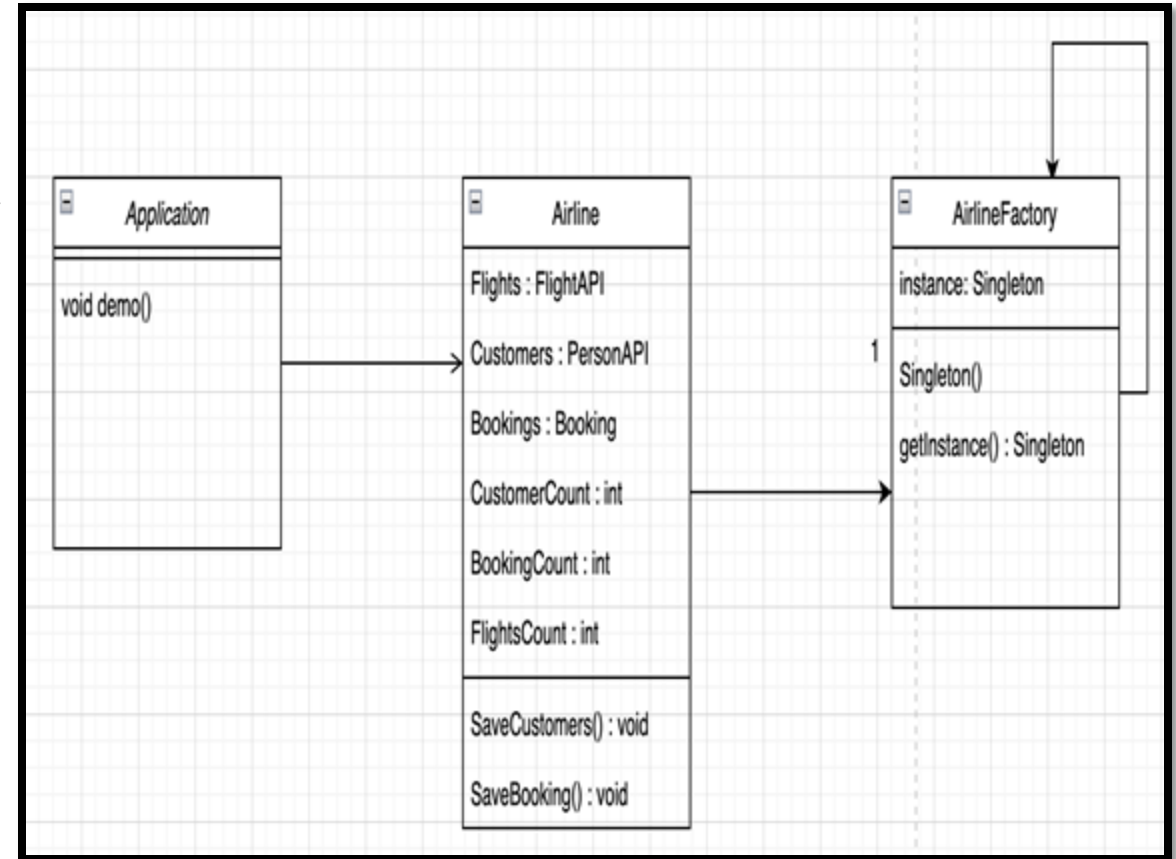 Application
void demo()
Airline
Flights : FlightAPI
Customers : PersonAPI
Bookings : Booking
CustomerCount : int
BookingCount : int
FlightsCount : int
SaveCustomers() : void
SaveBooking() : void
1
AirlineFactory
instance: Singleton
Singleton()
getInstance() : Singleton